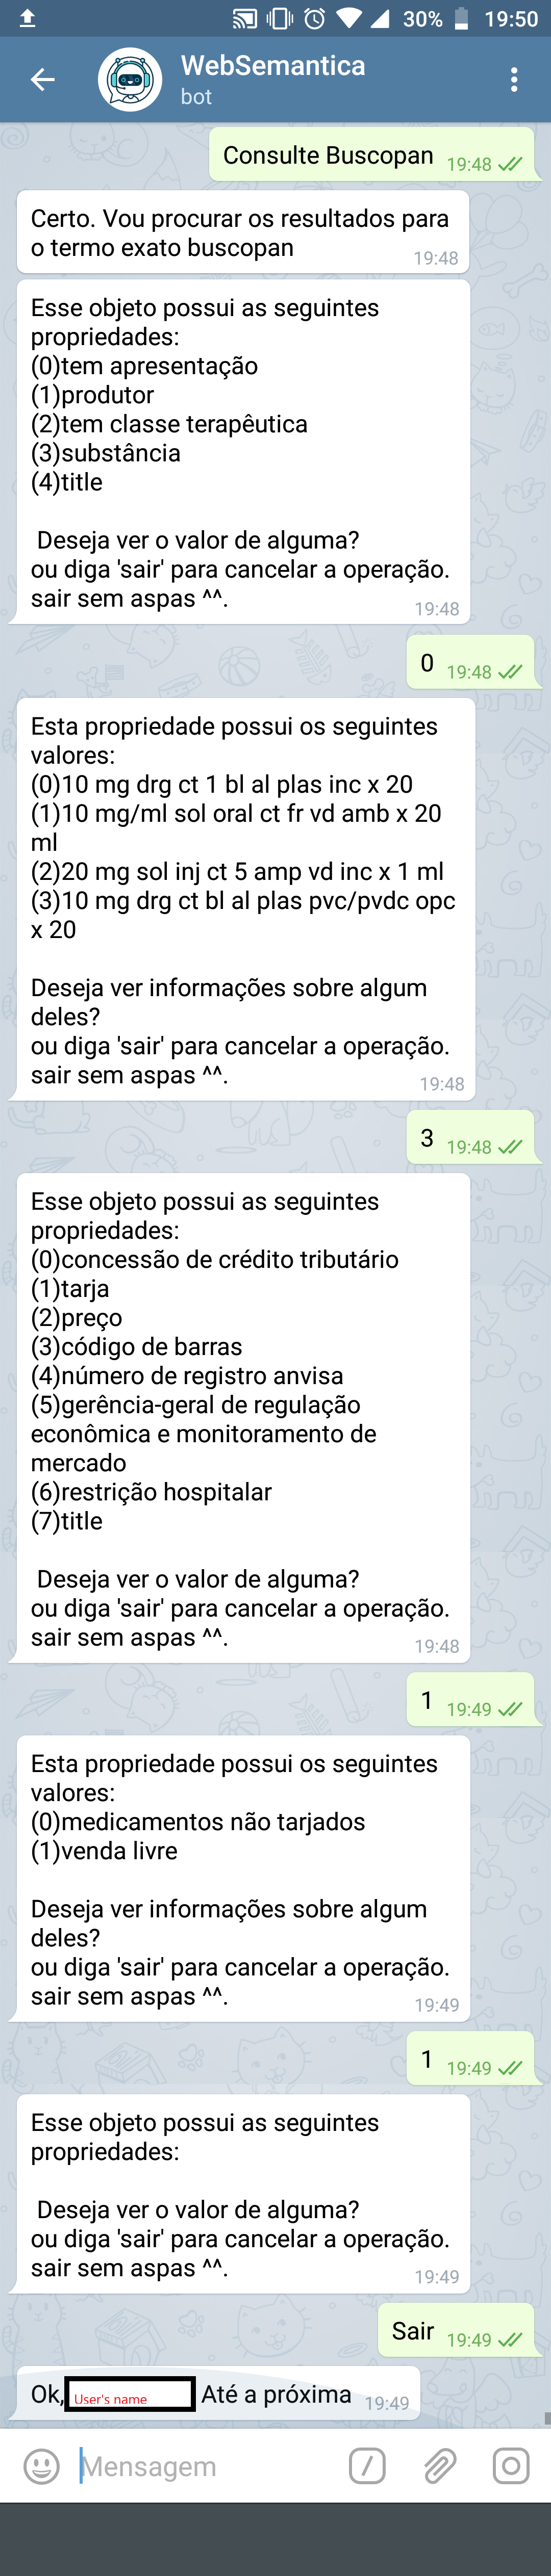 30% 19:50
WebSemantica
bot
Consulte Buscopan 19:48
Certo. Vou procurar os resultados para
o termo exato buscopan
19:48
Esse objeto possui as seguintes
propriedades:
(0)tem apresentação
(1)produtor
(2)tem classe terapêutica
(3)substância
(4)title
Deseja ver o valor de alguma?
ou diga 'sair' para cancelar a operação.
sair sem aspas ^^.
19:48
0 19:48
Esta propriedade possui os seguintes
valores:
(0)10 mg drg ct 1 bl al plas inc x 20
(1)10 mg/ml sol oral ct fr vd amb x 20
ml
(2)20 mg sol inj ct 5 amp vd inc x 1 ml
(3)10 mg drg ct bl al plas pvc/pvdc opc
x 20
Deseja ver informações sobre algum
deles?
ou diga 'sair' para cancelar a operação.
sair sem aspas ^^.
19:48
3 19:48
Esse objeto possui as seguintes
propriedades:
(0)concessão de crédito tributário
(1)tarja
(2)preço
(3)código de barras
(4)número de registro anvisa
(5)gerência-geral de regulação
econômica e monitoramento de
mercado
(6)restrição hospitalar
(7)title
Deseja ver o valor de alguma?
ou diga 'sair' para cancelar a operação.
sair sem aspas ^^.
19:48
1 19:49
Esta propriedade possui os seguintes
valores:
(0)medicamentos não tarjados
(1)venda livre
Deseja ver informações sobre algum
deles?
ou diga 'sair' para cancelar a operação.
sair sem aspas ^^.
19:49
1 19:49
Esse objeto possui as seguintes
propriedades:
Deseja ver o valor de alguma?
ou diga 'sair' para cancelar a operação.
sair sem aspas ^^.
19:49
Sair 19:49
Ok, User's name Até a próxima 19:49
Mensagem